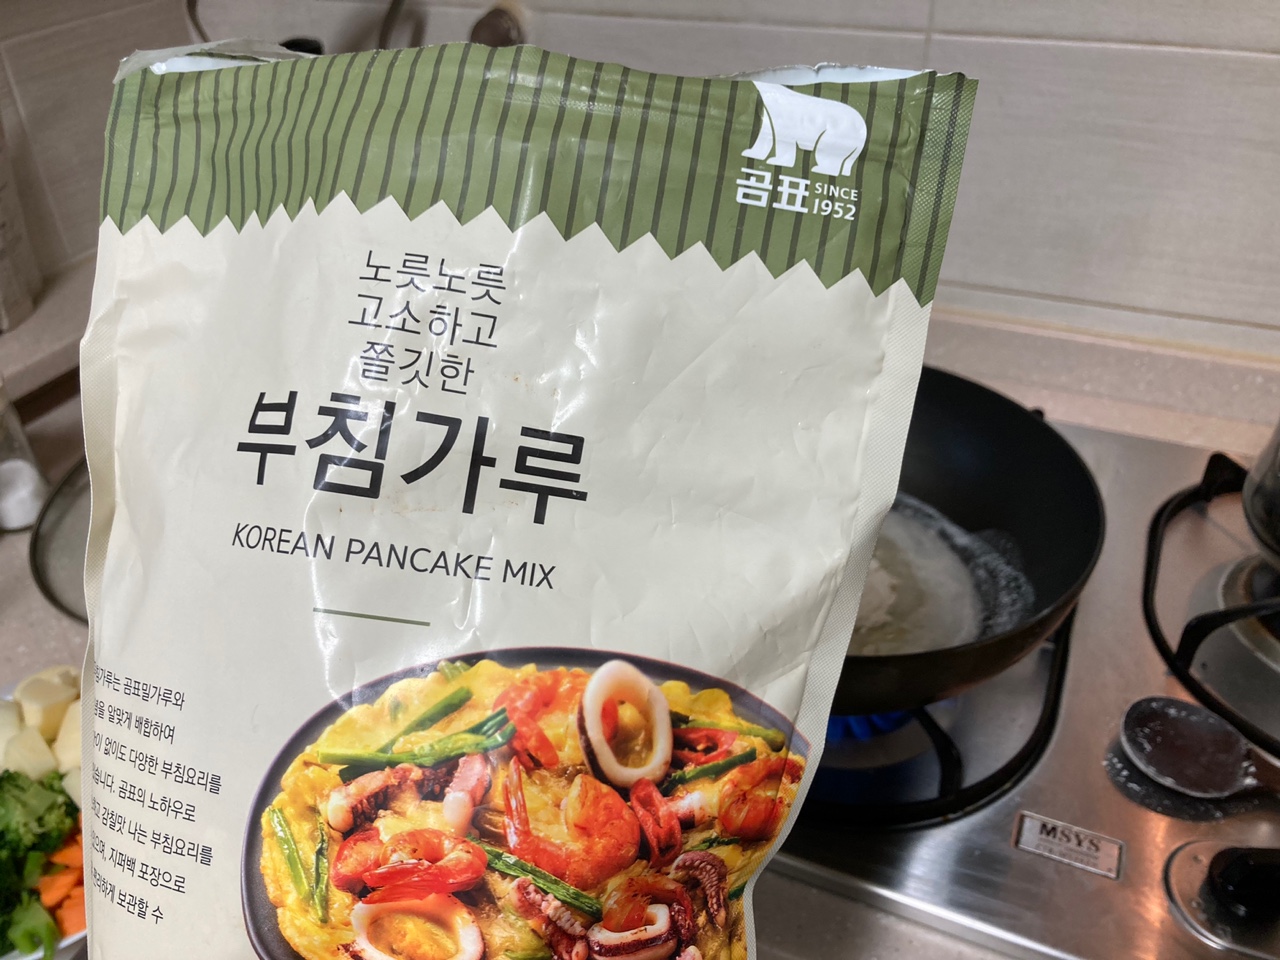 곰표
SINCE
1952
노릇노릇
고소하고
쫄깃한
부침가루
KOREAN PANCAKE MIX
침가루는 곰표밀가루와
알맞게 배합하여
없이도 다양한 부침요리를
곰표의 노하우로
감칠맛 나는 부침요리를
지퍼백 포장으로
보관할 수
MSYS